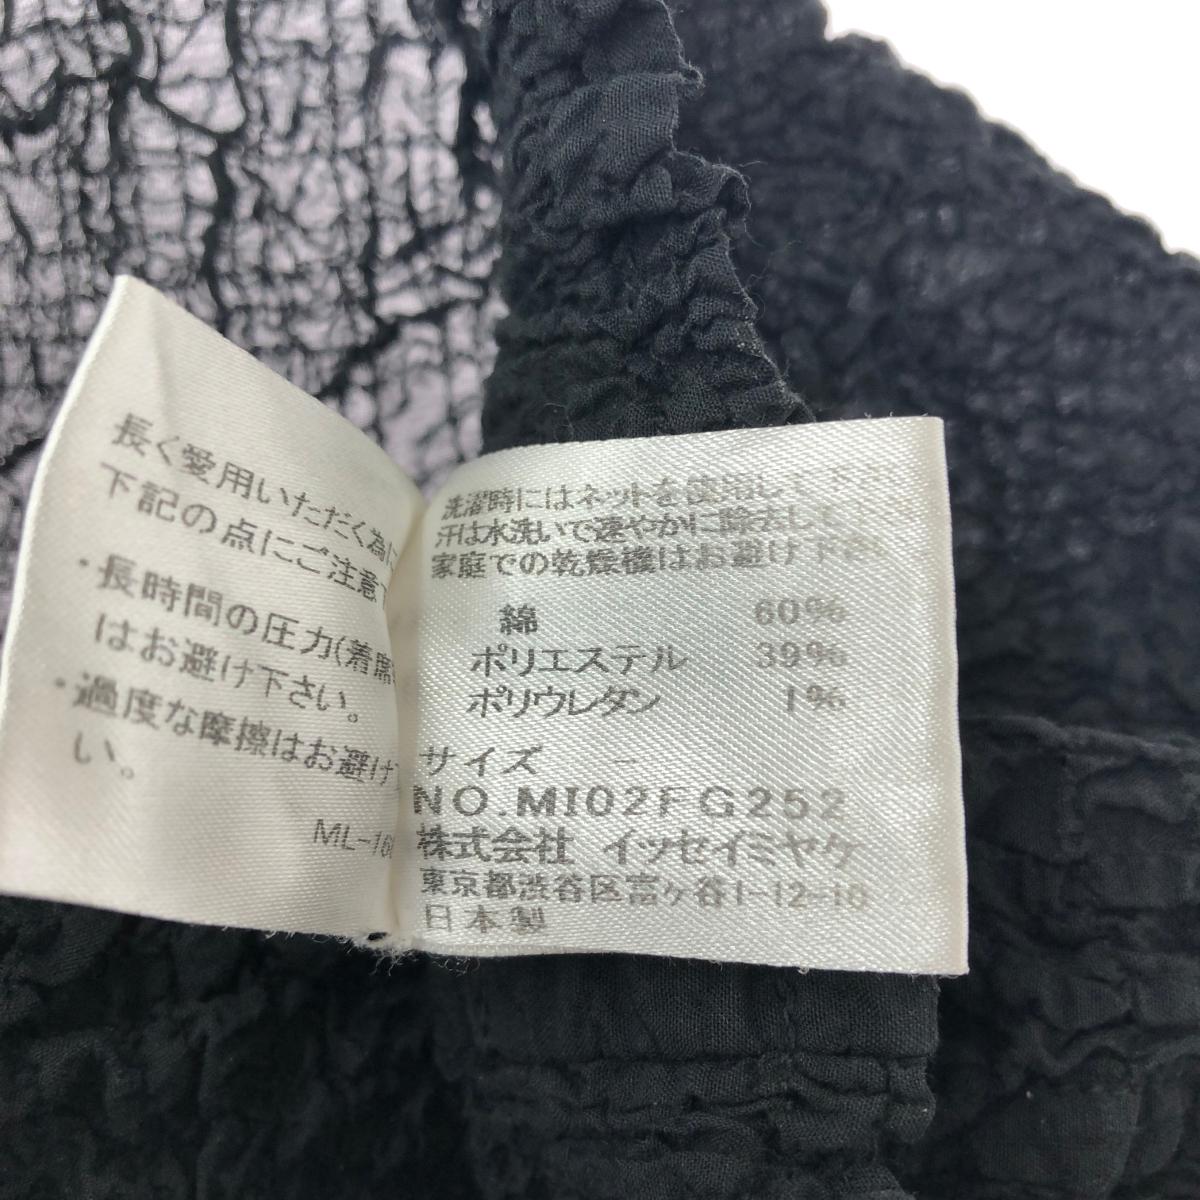 長く愛用いただく為に
下記の点にご注意
・長時間の圧力(着席
はお避け下さい。
・過度な摩擦はお避け
い。
ML-16
洗濯時にはネットを使用して下さ
汗は水洗いで速やかに除去して
家庭での乾燥機はお避け下さい
綿 60%
ポリエステル 39%
ポリウレタン 1%
サイズ －
NO.MI02FG252
株式会社 イッセイミヤケ
東京都渋谷区富ヶ谷1-12-10
日本製